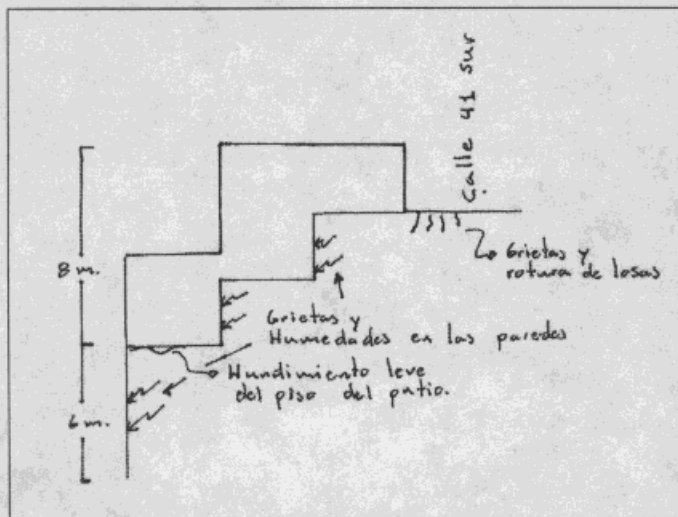 Calle 41 sur
8 m.
Grietas y
rotura de losas
Grietas y
Humedades en las paredes
Hundimiento leve
del piso del patio.
6 m.